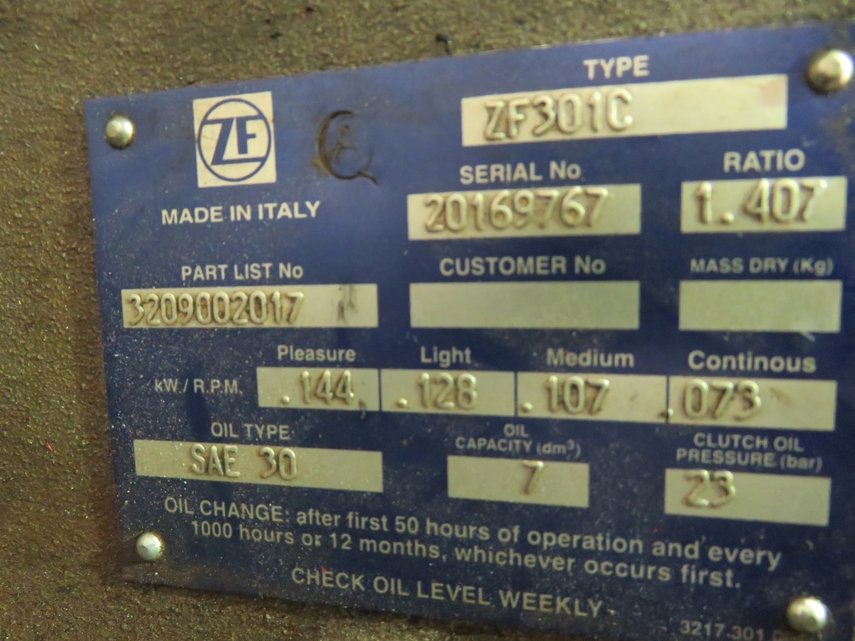 TYPE
ZF301C
ZF
MADE IN ITALY
SERIAL No
20169767
RATIO
1.407
PART LIST No
3209002017
CUSTOMER No
MASS DRY (Kg)
Pleasure Light Medium Continous
kW / R.P.M. .144 .128 .107 .073
OIL TYPE
SAE 30
OIL
CAPACITY (dm³)
7
CLUTCH OIL
PRESSURE (bar)
23
OIL CHANGE: after first 50 hours of operation and every
1000 hours or 12 months, whichever occurs first.
CHECK OIL LEVEL WEEKLY
3217 301